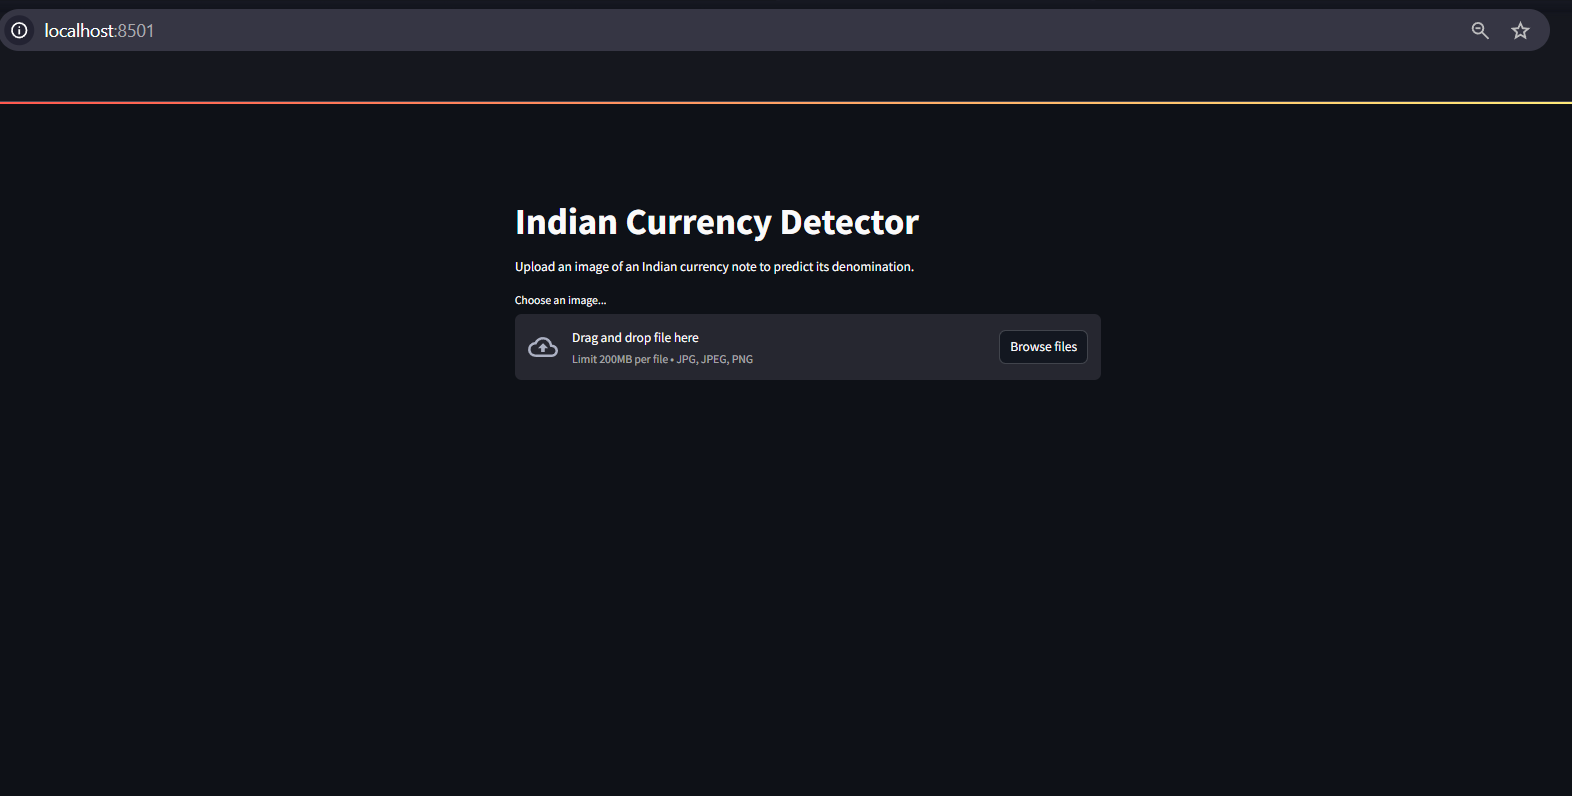 localhost:8501
Indian Currency Detector
Upload an image of an Indian currency note to predict its denomination.
Choose an image...
Drag and drop file here
Limit 200MB per file • JPG, JPEG, PNG
Browse files